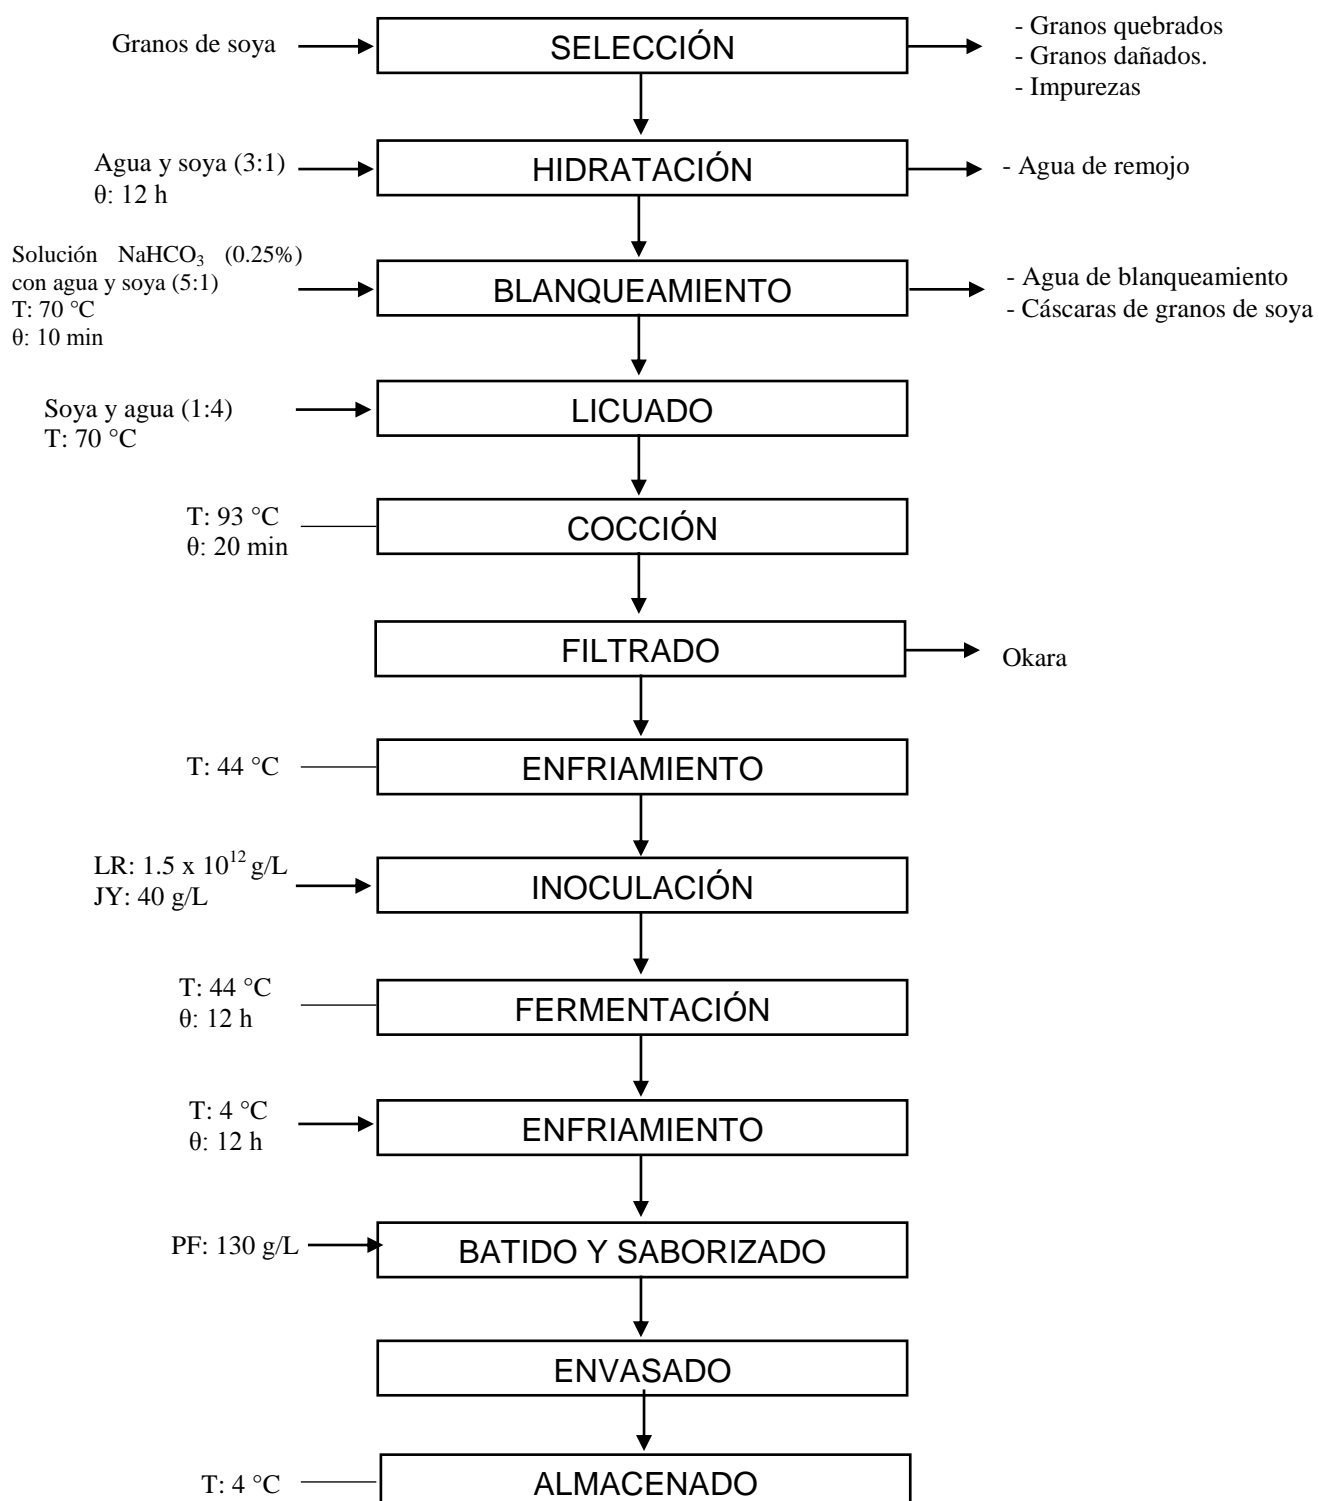 Granos de soya
SELECCIÓN
- Granos quebrados
- Granos dañados.
- Impurezas
Agua y soya (3:1)
θ: 12 h
HIDRATACIÓN
- Agua de remojo
Solución NaHCO₃ (0.25%)
con agua y soya (5:1)
T: 70 °C
θ: 10 min
BLANQUEAMIENTO
- Agua de blanqueamiento
- Cáscaras de granos de soya
Soya y agua (1:4)
T: 70 °C
LICUADO
T: 93 °C
θ: 20 min
COCCIÓN
FILTRADO
Okara
T: 44 °C
ENFRIAMIENTO
LR: 1.5 x 10¹² g/L
JY: 40 g/L
INOCULACIÓN
T: 44 °C
θ: 12 h
FERMENTACIÓN
T: 4 °C
θ: 12 h
ENFRIAMIENTO
PF: 130 g/L
BATIDO Y SABORIZADO
ENVASADO
T: 4 °C
ALMACENADO